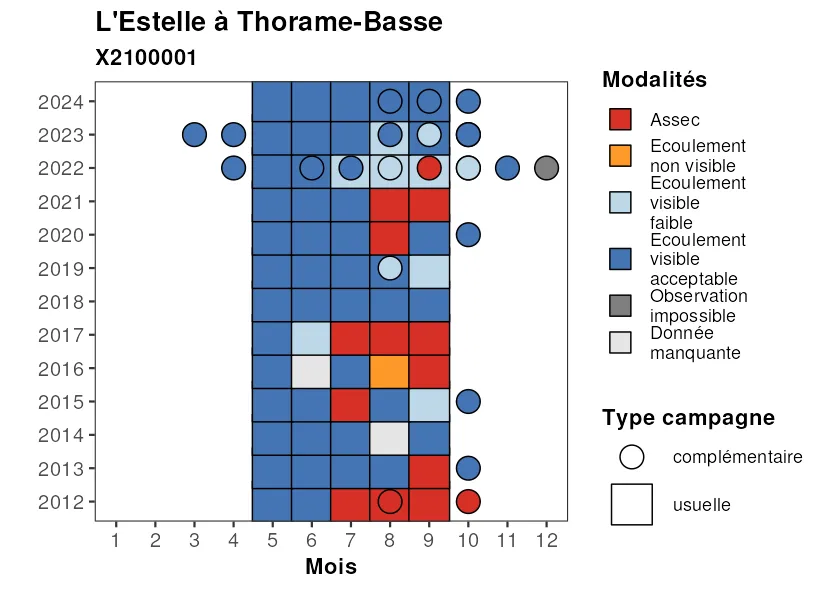 L'Estelle à Thorame-Basse
X2100001
2024
2023
2022
2021
2020
2019
2018
2017
2016
2015
2014
2013
2012
1 2 3 4 5 6 7 8 9 10 11 12
Mois
Modalités
Assec
Ecoulement
non visible
Ecoulement
visible
faible
Ecoulement
visible
acceptable
Observation
impossible
Donnée
manquante
Type campagne
complémentaire
usuelle